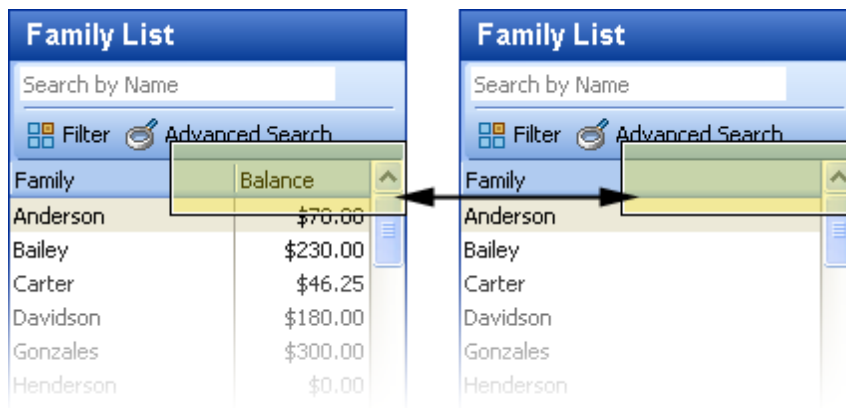 Family List
Search by Name
Filter Advanced Search
Family Balance
Anderson $70.00
Bailey $230.00
Carter $46.25
Davidson $180.00
Gonzales $300.00
Henderson $0.00
Family List
Search by Name
Filter Advanced Search
Family
Anderson
Bailey
Carter
Davidson
Gonzales
Henderson